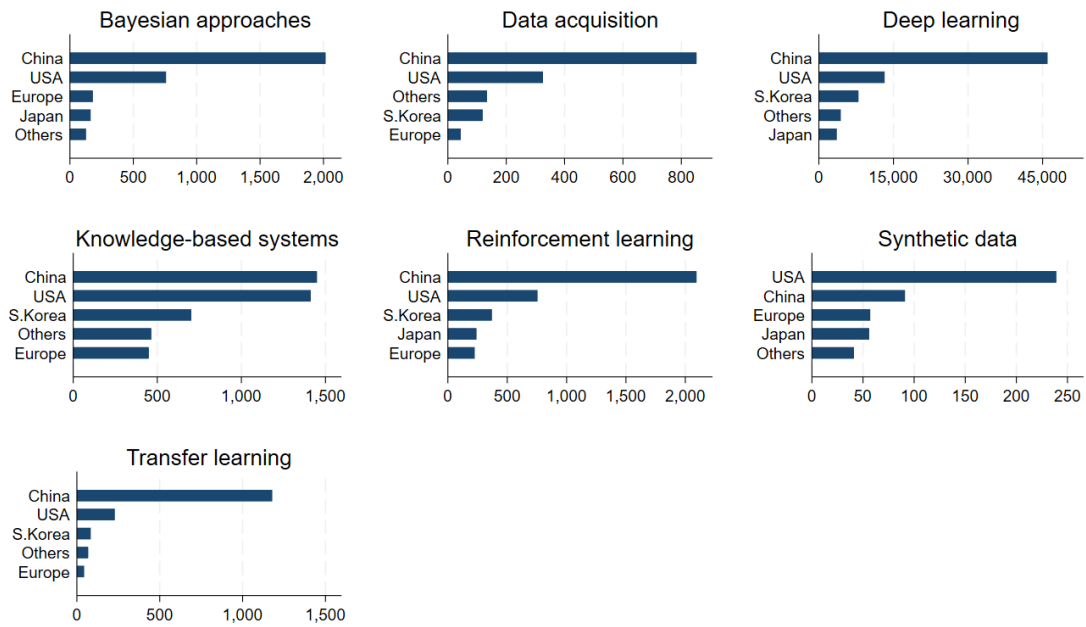 Bayesian approaches
China
USA
Europe
Japan
Others
0 500 1,000 1,500 2,000
Data acquisition
China
USA
Others
S.Korea
Europe
0 200 400 600 800
Deep learning
China
USA
S.Korea
Others
Japan
0 15,000 30,000 45,000
Knowledge-based systems
China
USA
S.Korea
Others
Europe
0 500 1,000 1,500
Reinforcement learning
China
USA
S.Korea
Japan
Europe
0 500 1,000 1,500 2,000
Synthetic data
USA
China
Europe
Japan
Others
0 50 100 150 200 250
Transfer learning
China
USA
S.Korea
Others
Europe
0 500 1,000 1,500